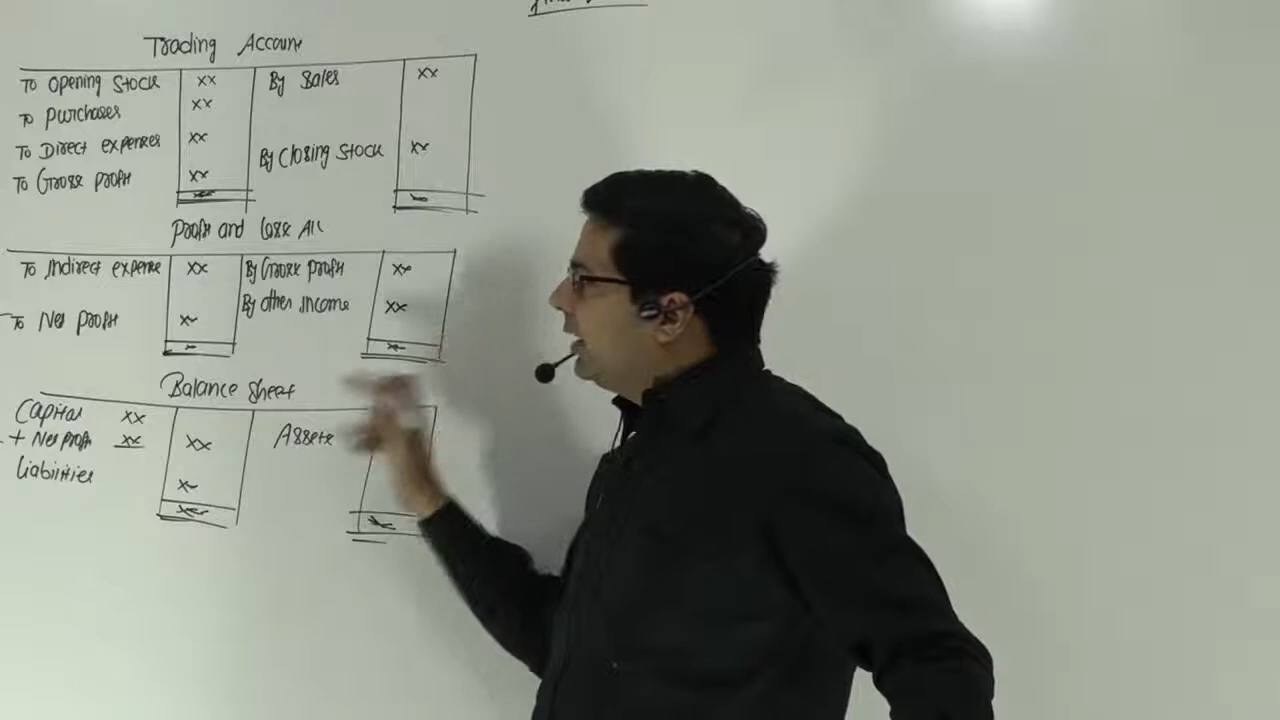 Trading Account
To Opening Stock xx By Sales xx
To Purchases xx
To Direct expenses xx By Closing Stock xx
To Gross profit xx
Profit and Loss A/c
To Indirect expense xx By Gross profit xx
By other income xx
To Net profit xx
Balance Sheet
Capital xx
+ Net profit xx xx Assets
Liabilities
xx